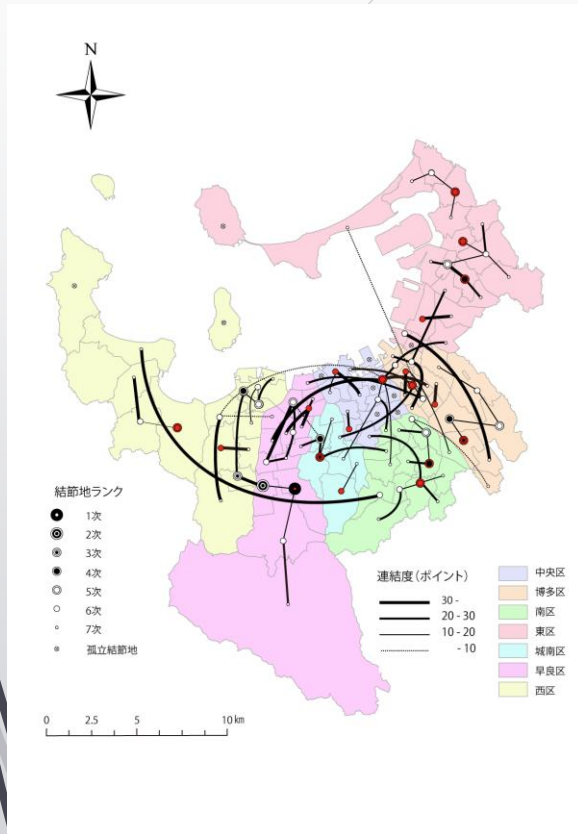 N
結節地ランク
1次
2次
3次
4次
5次
6次
7次
孤立結節地
0 2.5 5 10 km
連結度(ポイント)
30 -
20 - 30
10 - 20
- 10
中央区
博多区
南区
東区
城南区
早良区
西区